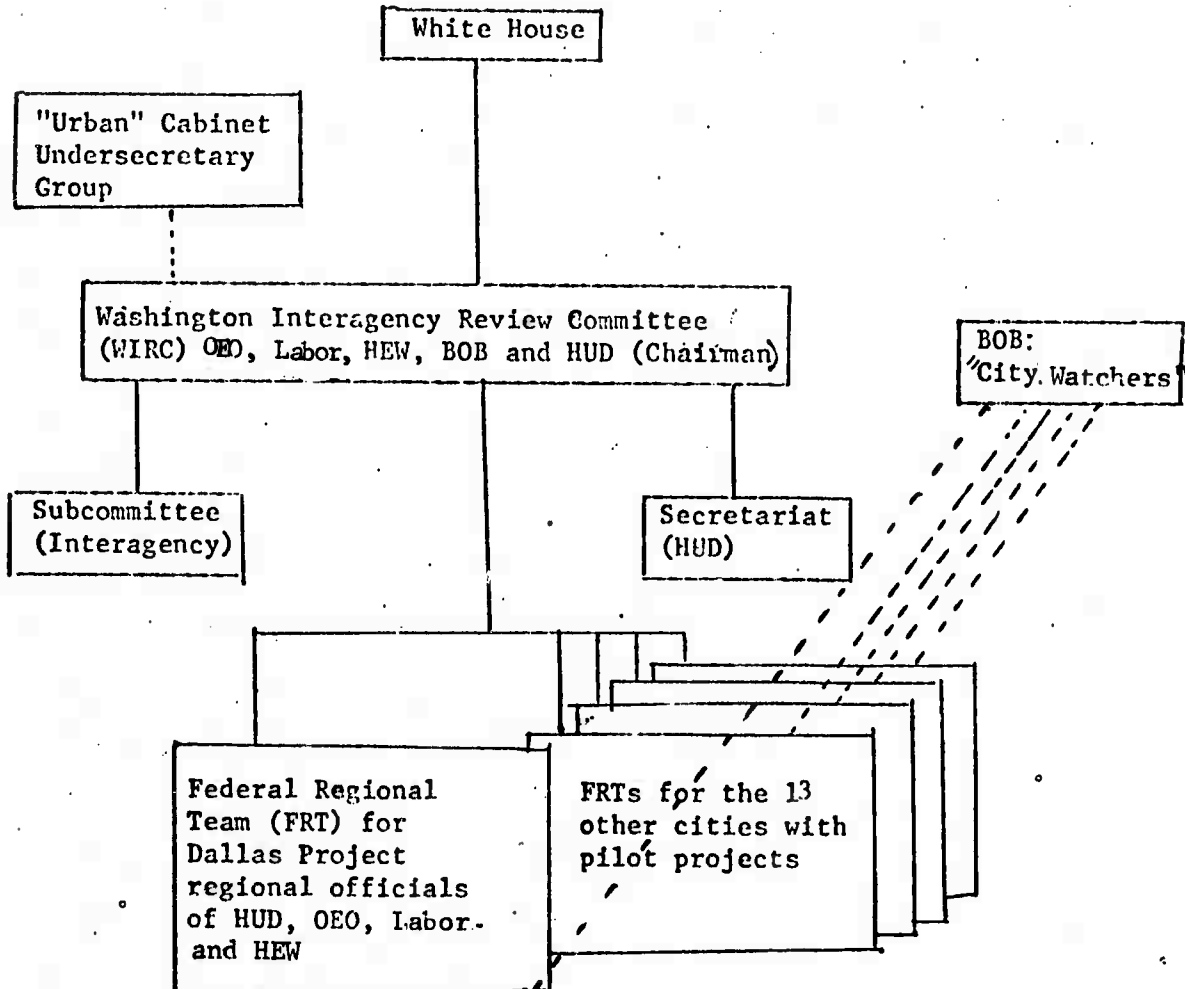 White House
"Urban" Cabinet
Undersecretary
Group
Washington Interagency Review Committee
(WIRC) OEO, Labor, HEW, BOB and HUD (Chairman)
BOB:
"City Watchers
Subcommittee
(Interagency)
Secretariat
(HUD)
Federal Regional
Team (FRT) for
Dallas Project
regional officials
of HUD, OEO, Labor
and HEW
FRTs for the 13
other cities with
pilot projects